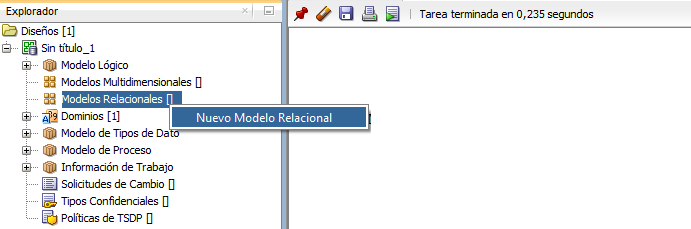 Explorador
Tarea terminada en 0,235 segundos
Diseños [1]
Sin título_1
Modelo Lógico
Modelos Multidimensionales []
Modelos Relacionales []
Nuevo Modelo Relacional
Dominios [1]
Modelo de Tipos de Dato
Modelo de Proceso
Información de Trabajo
Solicitudes de Cambio []
Tipos Confidenciales []
Políticas de TSDP []